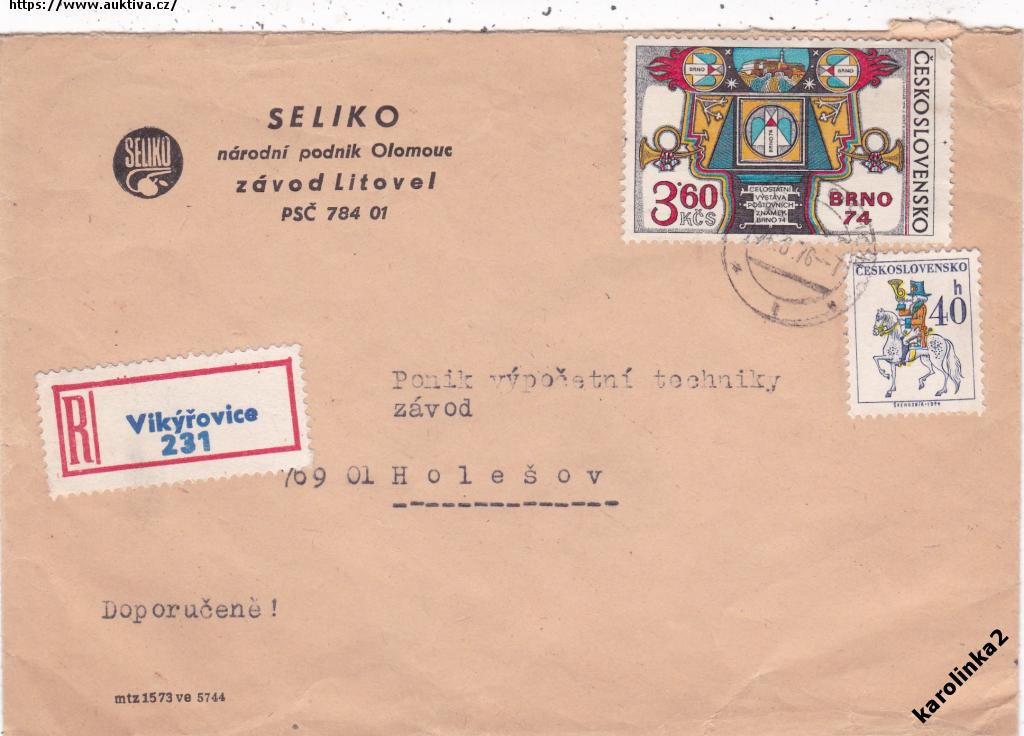 https://www.auktiva.cz/
SELIKO
národní podnik Olomouc
závod Litovel
PSČ 784 01
SELIKO
BRNO
BRNO
ČESKOSLOVENSKO
3.60
KČS
CELOSTÁTNÍ
VÝSTAVA
POŠTOVNÍCH
ZNÁMEK
BRNO 74
BRNO
74
ČESKOSLOVENSKO
40 h
R
Vikýřovice
231
Ponik výpočetní techniky
závod
769 01 Holešov
Doporučeně!
mtz 1573 ve 5744
karolinka2